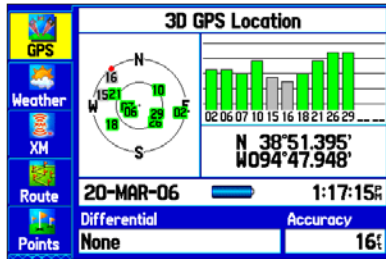 3D GPS Location
GPS
Weather
XM
Route
Points
N
16
15 21
10
W
06
E
29
02
18
S
02 06 07 10 15 16 18 21 26 29
N 38°51.395'
W094°47.948'
20-MAR-06
1:17:15
Differential
Accuracy
None
16